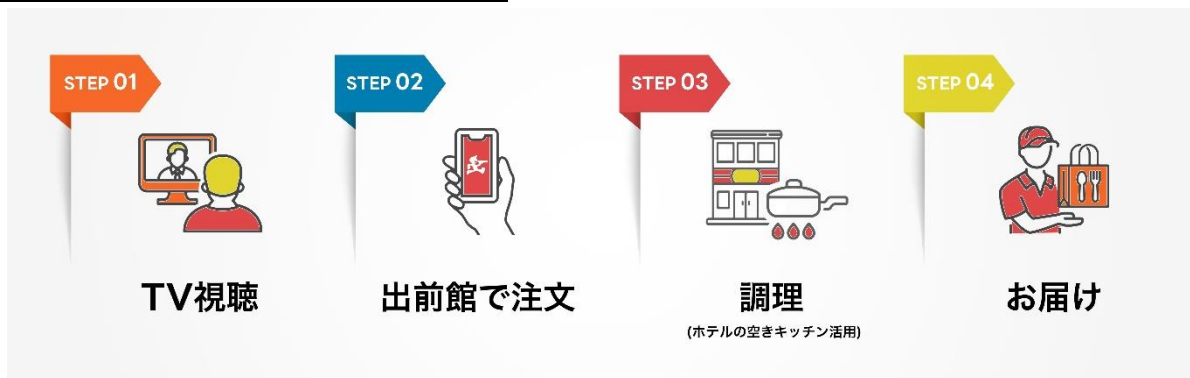 STEP 01
STEP 02
STEP 03
STEP 04
TV視聴
出前館で注文
調理
(ホテルの空きキッチン活用)
お届け